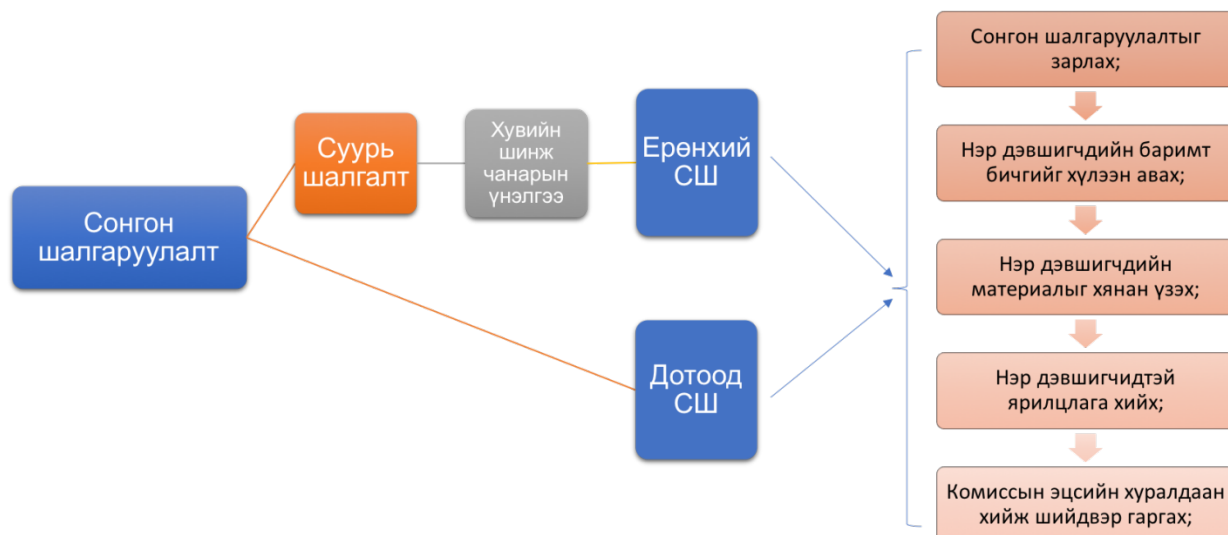 Сонгон
шалгаруулалт
Суурь
шалгалт
Хувийн
шинж
чанарын
үнэлгээ
Ерөнхий
СШ
Дотоод
СШ
Сонгон шалгаруулалтыг
зарлах;
Нэр дэвшигчдийн баримт
бичгийг хүлээн авах;
Нэр дэвшигчдийн
материалыг хянан үзэх;
Нэр дэвшигчидтэй
ярилцлага хийх;
Комиссын эцсийн хуралдаан
хийж шийдвэр гаргах;